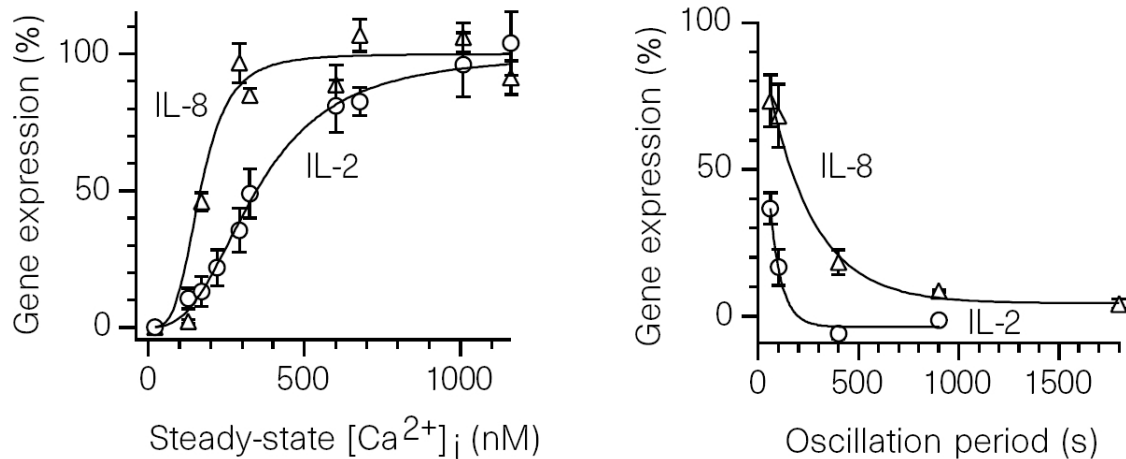 Gene expression (%)
100
50
0
IL-8
IL-2
0
500
1000
Steady-state [Ca²⁺]ᵢ (nM)
Gene expression (%)
100
50
0
IL-8
IL-2
0
500
1000
1500
Oscillation period (s)